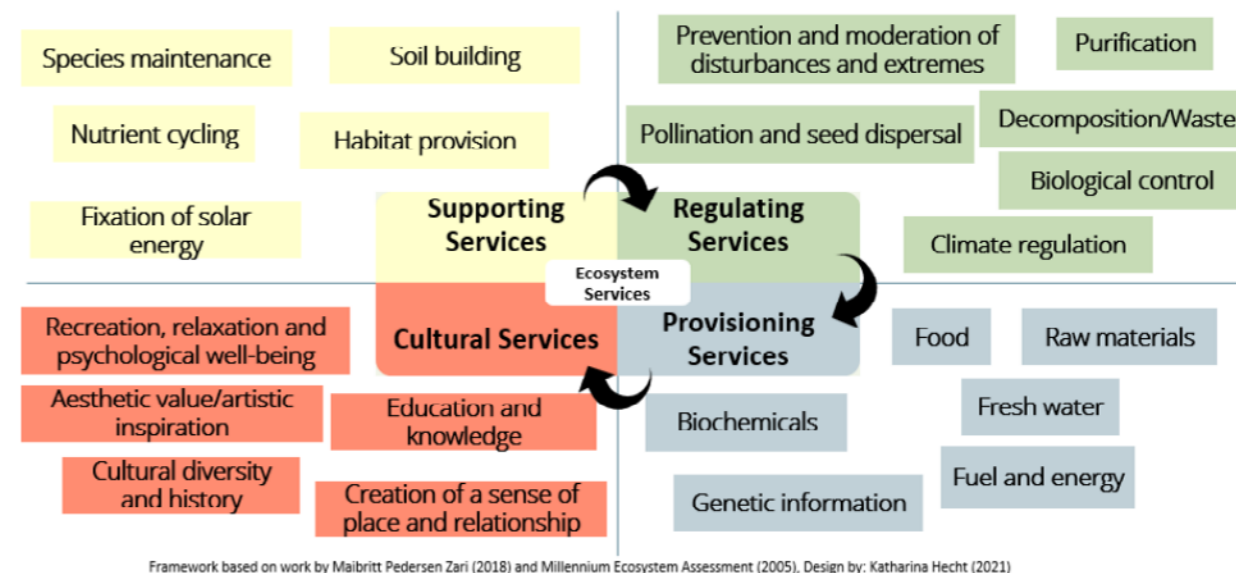 Species maintenance
Soil building
Nutrient cycling
Habitat provision
Fixation of solar
energy
Prevention and moderation of
disturbances and extremes
Purification
Pollination and seed dispersal
Decomposition/Waste
Biological control
Climate regulation
Supporting
Services
Regulating
Services
Ecosystem
Services
Cultural Services
Provisioning
Services
Recreation, relaxation and
psychological well-being
Aesthetic value/artistic
inspiration
Education and
knowledge
Cultural diversity
and history
Creation of a sense of
place and relationship
Food
Raw materials
Biochemicals
Fresh water
Fuel and energy
Genetic information
Framework based on work by Maibritt Pedersen Zari (2018) and Millennium Ecosystem Assessment (2005), Design by: Katharina Hecht (2021)